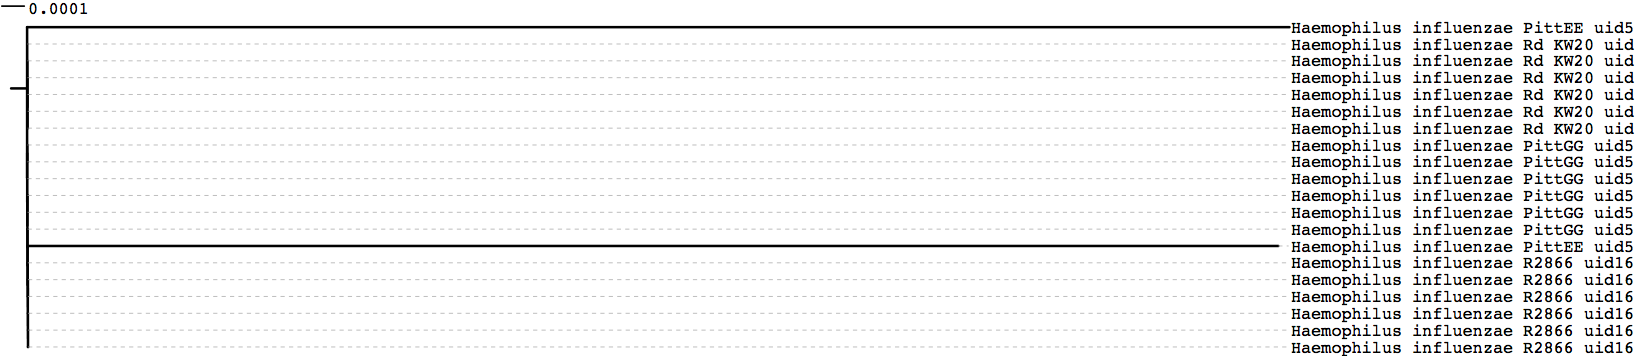 0.0001
Haemophilus influenzae PittEE uid5
Haemophilus influenzae Rd KW20 uid
Haemophilus influenzae Rd KW20 uid
Haemophilus influenzae Rd KW20 uid
Haemophilus influenzae Rd KW20 uid
Haemophilus influenzae Rd KW20 uid
Haemophilus influenzae Rd KW20 uid
Haemophilus influenzae PittGG uid5
Haemophilus influenzae PittGG uid5
Haemophilus influenzae PittGG uid5
Haemophilus influenzae PittGG uid5
Haemophilus influenzae PittGG uid5
Haemophilus influenzae PittGG uid5
Haemophilus influenzae PittEE uid5
Haemophilus influenzae R2866 uid16
Haemophilus influenzae R2866 uid16
Haemophilus influenzae R2866 uid16
Haemophilus influenzae R2866 uid16
Haemophilus influenzae R2866 uid16
Haemophilus influenzae R2866 uid16